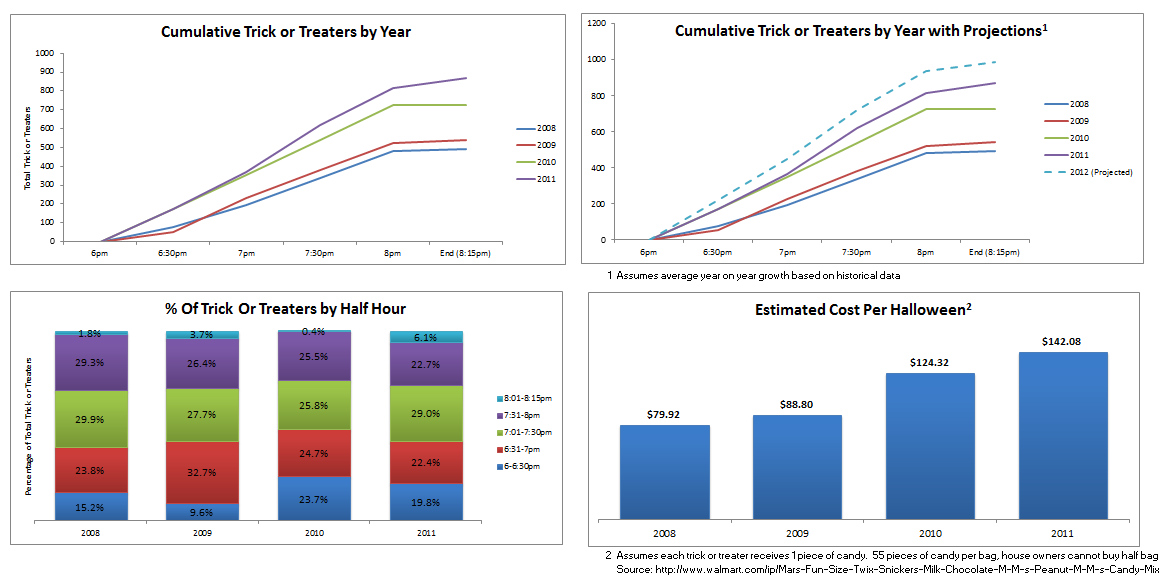 Cumulative Trick or Treaters by Year
1000
900
800
700
600
500
400
300
200
100
0
Total Trick or Treaters
6pm 6:30pm 7pm 7:30pm 8pm End (8:15pm)
2008
2009
2010
2011
Cumulative Trick or Treaters by Year with Projections1
1200
1000
800
600
400
200
0
6pm 6:30pm 7pm 7:30pm 8pm End (8:15pm)
2008
2009
2010
2011
2012 (Projected)
1 Assumes average year on year growth based on historical data
% Of Trick Or Treaters by Half Hour
Percentage of Total Trick or Treaters
1.8% 3.7% 0.4% 6.1%
29.3% 26.4% 25.5% 22.7%
29.9% 27.7% 25.8% 29.0%
23.8% 32.7% 24.7% 22.4%
15.2% 9.6% 23.7% 19.8%
2008 2009 2010 2011
8:01-8:15pm
7:31-8pm
7:01-7:30pm
6:31-7pm
6-6:30pm
Estimated Cost Per Halloween2
$79.92 $88.80 $124.32 $142.08
2008 2009 2010 2011
2 Assumes each trick or treater receives 1 piece of candy. 55 pieces of candy per bag, house owners cannot buy half bag
Source: http://www.walmart.com/ip/Mars-Fun-Size-Twix-Snickers-Milk-Chocolate-M-M-s-Peanut-M-M-s-Candy-Mix